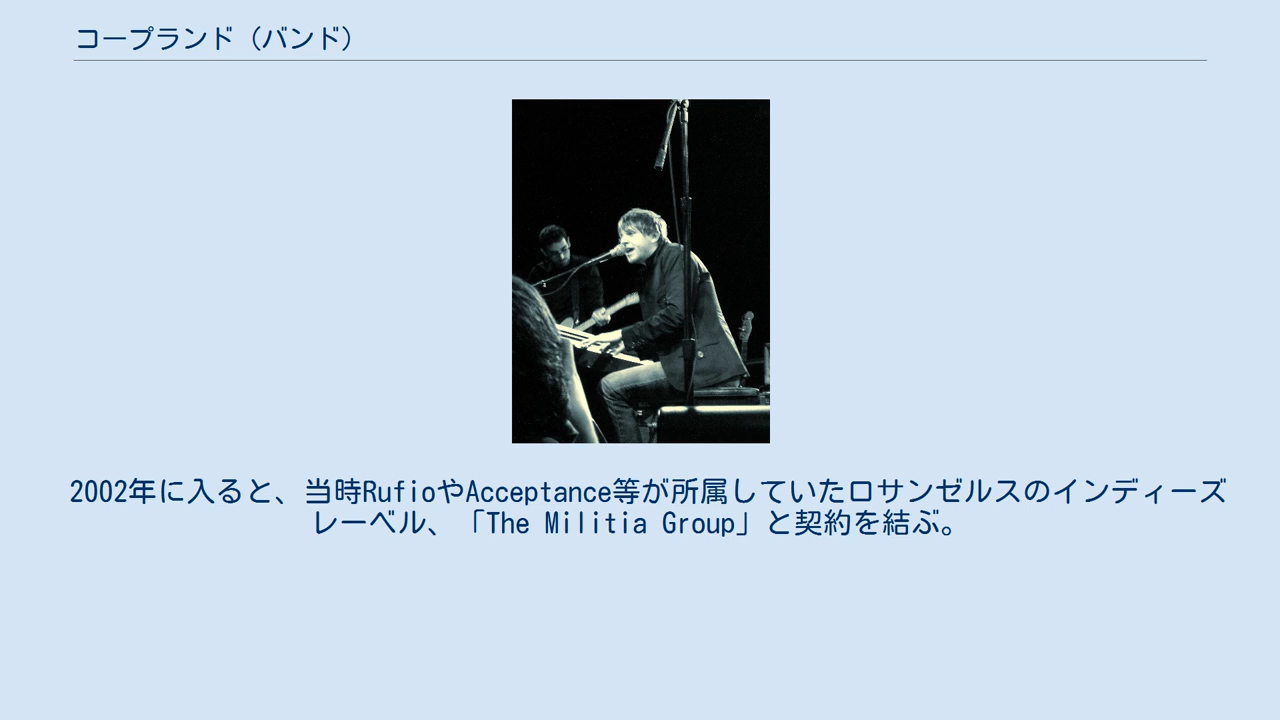 コープランド（バンド）
2002年に入ると、当時RufioやAcceptance等が所属していたロサンゼルスのインディーズ
レーベル、「The Militia Group」と契約を結ぶ。